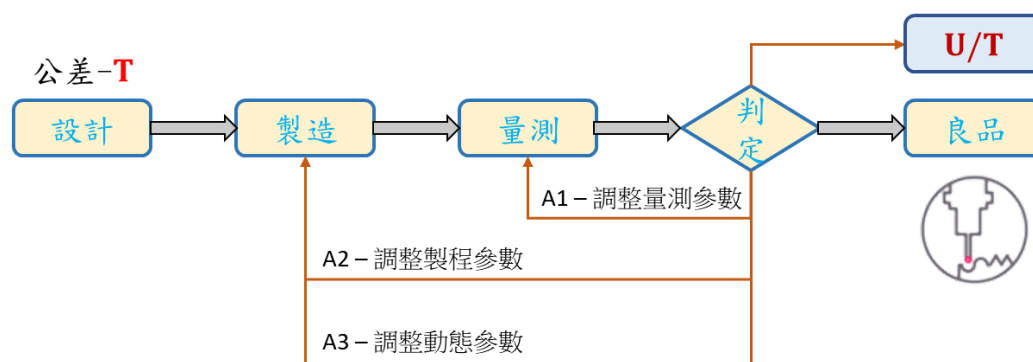 U/T
公差-T
設計
製造
量測
判定
良品
A1 – 調整量測參數
A2 – 調整製程參數
A3 – 調整動態參數